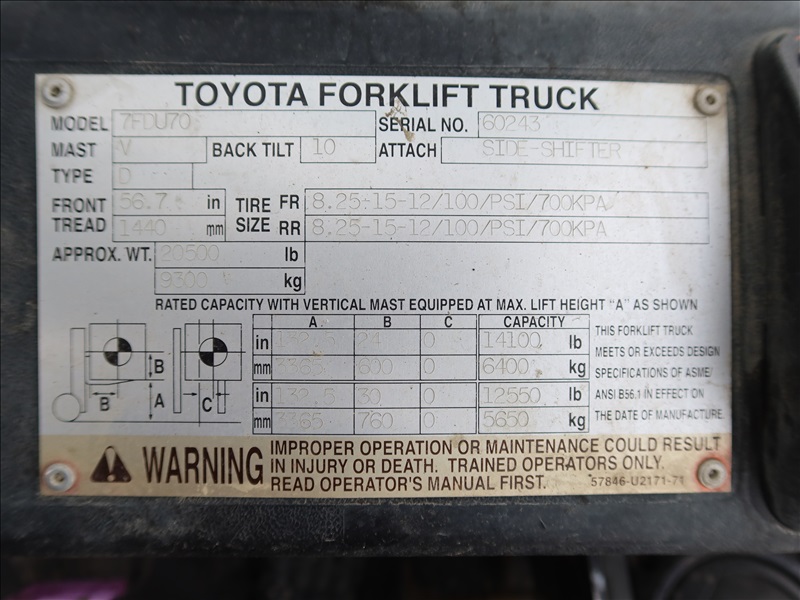 TOYOTA FORKLIFT TRUCK
MODEL 7FDU70 SERIAL NO. 60243
MAST V BACK TILT 10 ATTACH SIDE-SHIFTER
TYPE D
FRONT TREAD 56.7 in TIRE SIZE FR 8.25-15-12/100/PSI/700KPA
1440 mm RR 8.25-15-12/100/PSI/700KPA
APPROX. WT. 20500 lb
9300 kg
RATED CAPACITY WITH VERTICAL MAST EQUIPPED AT MAX. LIFT HEIGHT "A" AS SHOWN
A B C CAPACITY
in 0 14100 lb
mm 3365 600 0 6400 kg
in 132.5 30 0 12550 lb
mm 3365 760 0 5650 kg
B
B A C
THIS FORKLIFT TRUCK
MEETS OR EXCEEDS DESIGN
SPECIFICATIONS OF ASME/
ANSI B56.1 IN EFFECT ON
THE DATE OF MANUFACTURE.
WARNING
IMPROPER OPERATION OR MAINTENANCE COULD RESULT
IN INJURY OR DEATH. TRAINED OPERATORS ONLY.
READ OPERATOR'S MANUAL FIRST.
57846-U2171-71